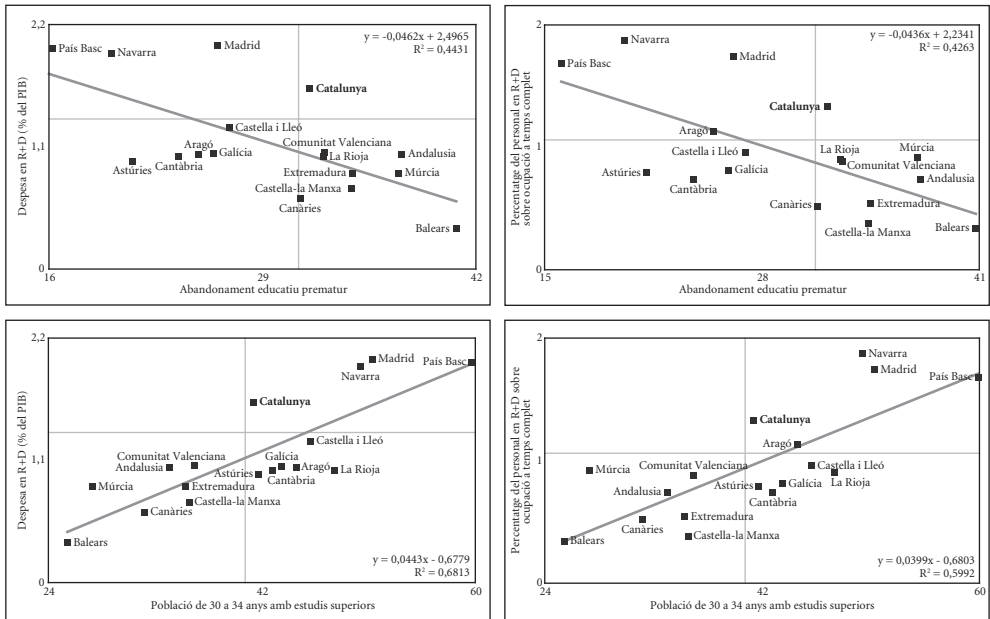 2,2
Despesa en R+D (% del PIB)
1,1
0
16
29
42
Abandonament educatiu prematur
y = -0,0462x + 2,4965
R² = 0,4431
País Basc
Navarra
Madrid
Catalunya
Castella i Lleó
Aragó
Galícia
Cantàbria
Astúries
Comunitat Valenciana
La Rioja
Andalusia
Extremadura
Múrcia
Castella-la Manxa
Canàries
Balears
2
Percentatge del personal en R+D
sobre ocupació a temps complet
1
0
15
28
41
Abandonament educatiu prematur
y = -0,0436x + 2,2341
R² = 0,4263
Navarra
País Basc
Madrid
Catalunya
Aragó
Castella i Lleó
Galícia
Astúries
Cantàbria
La Rioja
Comunitat Valenciana
Múrcia
Andalusia
Canàries
Extremadura
Castella-la Manxa
Balears
2,2
Despesa en R+D (% del PIB)
1,1
0
24
42
60
Població de 30 a 34 anys amb estudis superiors
y = 0,0443x - 0,6779
R² = 0,6813
Madrid
País Basc
Navarra
Catalunya
Castella i Lleó
Comunitat Valenciana
Andalusia
Galícia
Astúries
Aragó
La Rioja
Cantàbria
Múrcia
Extremadura
Castella-la Manxa
Canàries
Balears
2
Percentatge del personal en R+D sobre
ocupació a temps complet
1
0
24
42
60
Població de 30 a 34 anys amb estudis superiors
y = 0,0399x - 0,6803
R² = 0,5992
Navarra
Madrid
País Basc
Catalunya
Aragó
Castella i Lleó
La Rioja
Comunitat Valenciana
Múrcia
Astúries
Galícia
Cantàbria
Andalusia
Canàries
Extremadura
Castella-la Manxa
Balears